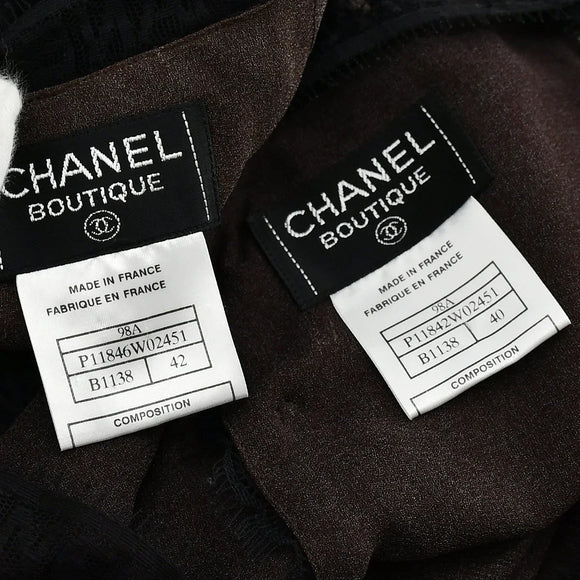 CHANEL
BOUTIQUE
MADE IN FRANCE
FABRIQUE EN FRANCE
98A
P11846W02451
B1138 42
COMPOSITION
CHANEL
BOUTIQUE
MADE IN FRANCE
FABRIQUE EN FRANCE
98A
P11842W02451
B1138 40
COMPOSITION